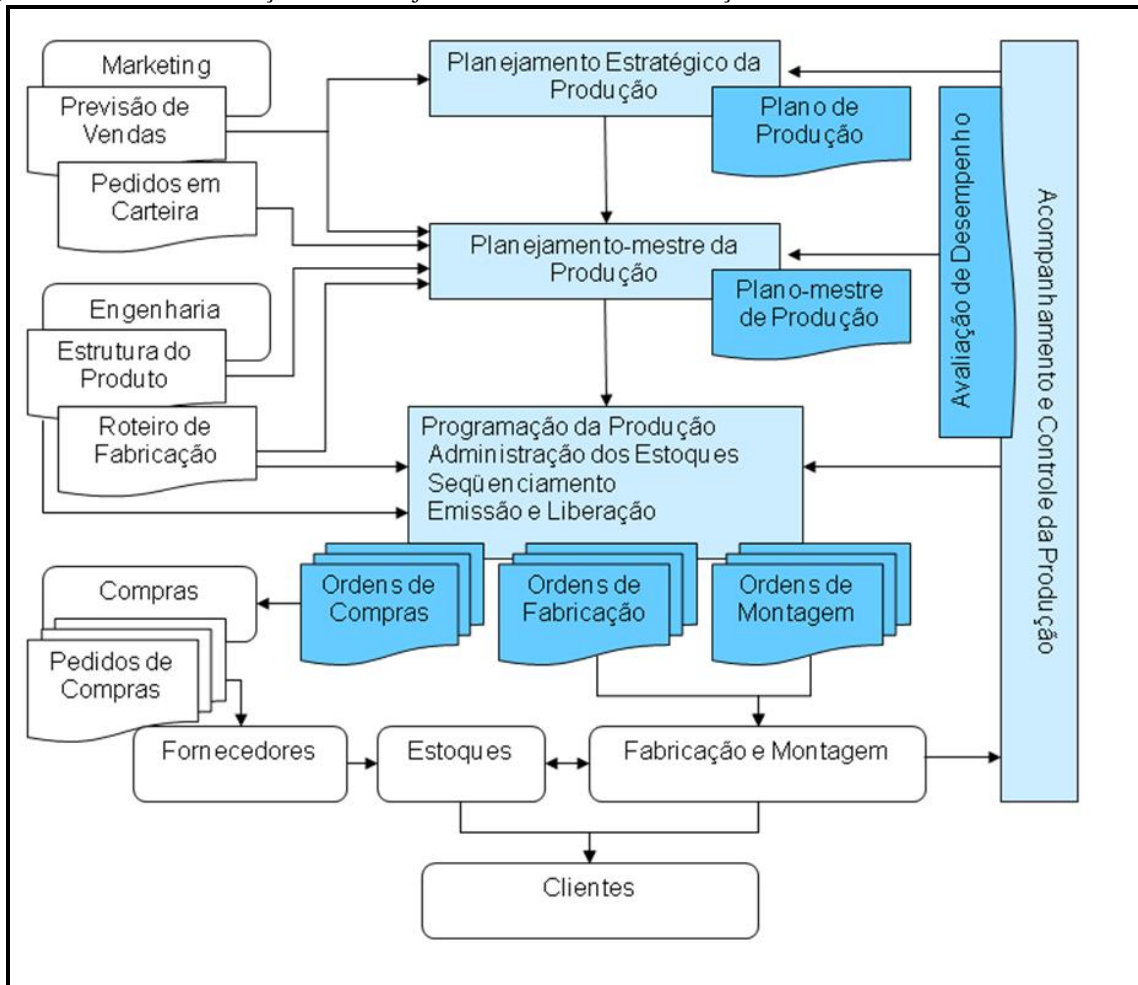 Marketing
Previsão de
Vendas
Pedidos em
Carteira
Engenharia
Estrutura do
Produto
Roteiro de
Fabricação
Compras
Pedidos de
Compras
Planejamento Estratégico da
Produção
Plano de
Produção
Planejamento-mestre da
Produção
Plano-mestre
de Produção
Programação da Produção
Administração dos Estoques
Seqüenciamento
Emissão e Liberação
Ordens de
Compras
Ordens de
Fabricação
Ordens de
Montagem
Fornecedores
Estoques
Fabricação e Montagem
Clientes
Avaliação de Desempenho
Acompanhamento e Controle da Produção